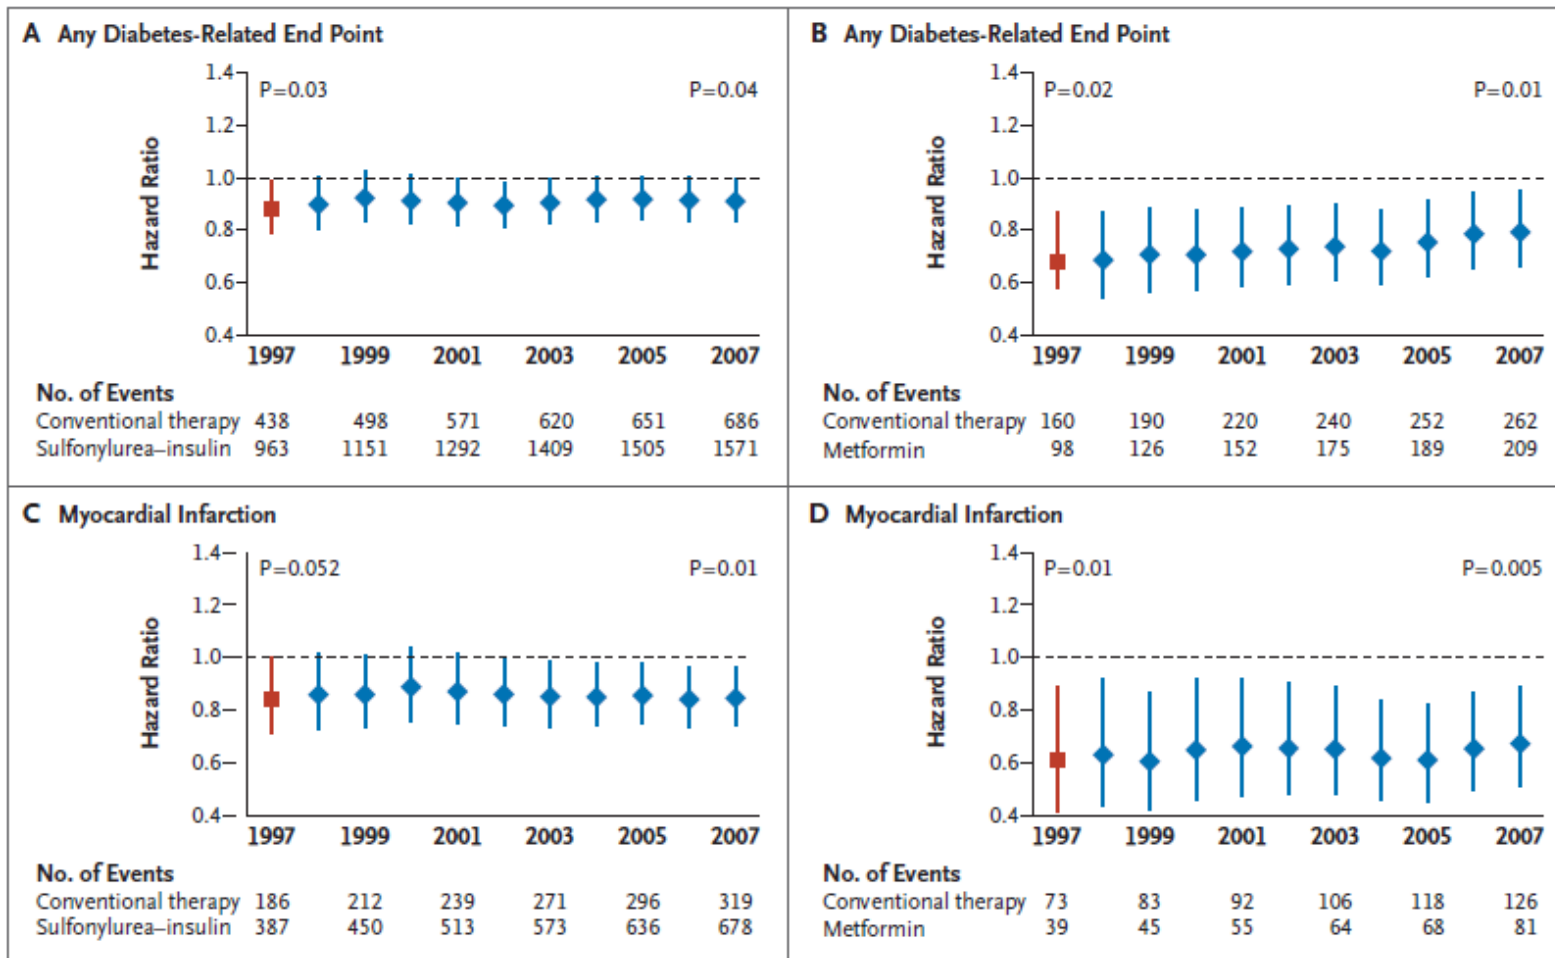 A Any Diabetes-Related End Point
1.4
P=0.03
P=0.04
1.2
1.0
0.8
0.6
0.4
Hazard Ratio
1997 1999 2001 2003 2005 2007
No. of Events
Conventional therapy 438 498 571 620 651 686
Sulfonylurea–insulin 963 1151 1292 1409 1505 1571
B Any Diabetes-Related End Point
1.4
P=0.02
P=0.01
1.2
1.0
0.8
0.6
0.4
Hazard Ratio
1997 1999 2001 2003 2005 2007
No. of Events
Conventional therapy 160 190 220 240 252 262
Metformin 98 126 152 175 189 209
C Myocardial Infarction
1.4
P=0.052
P=0.01
1.2
1.0
0.8
0.6
0.4
Hazard Ratio
1997 1999 2001 2003 2005 2007
No. of Events
Conventional therapy 186 212 239 271 296 319
Sulfonylurea–insulin 387 450 513 573 636 678
D Myocardial Infarction
1.4
P=0.01
P=0.005
1.2
1.0
0.8
0.6
0.4
Hazard Ratio
1997 1999 2001 2003 2005 2007
No. of Events
Conventional therapy 73 83 92 106 118 126
Metformin 39 45 55 64 68 81